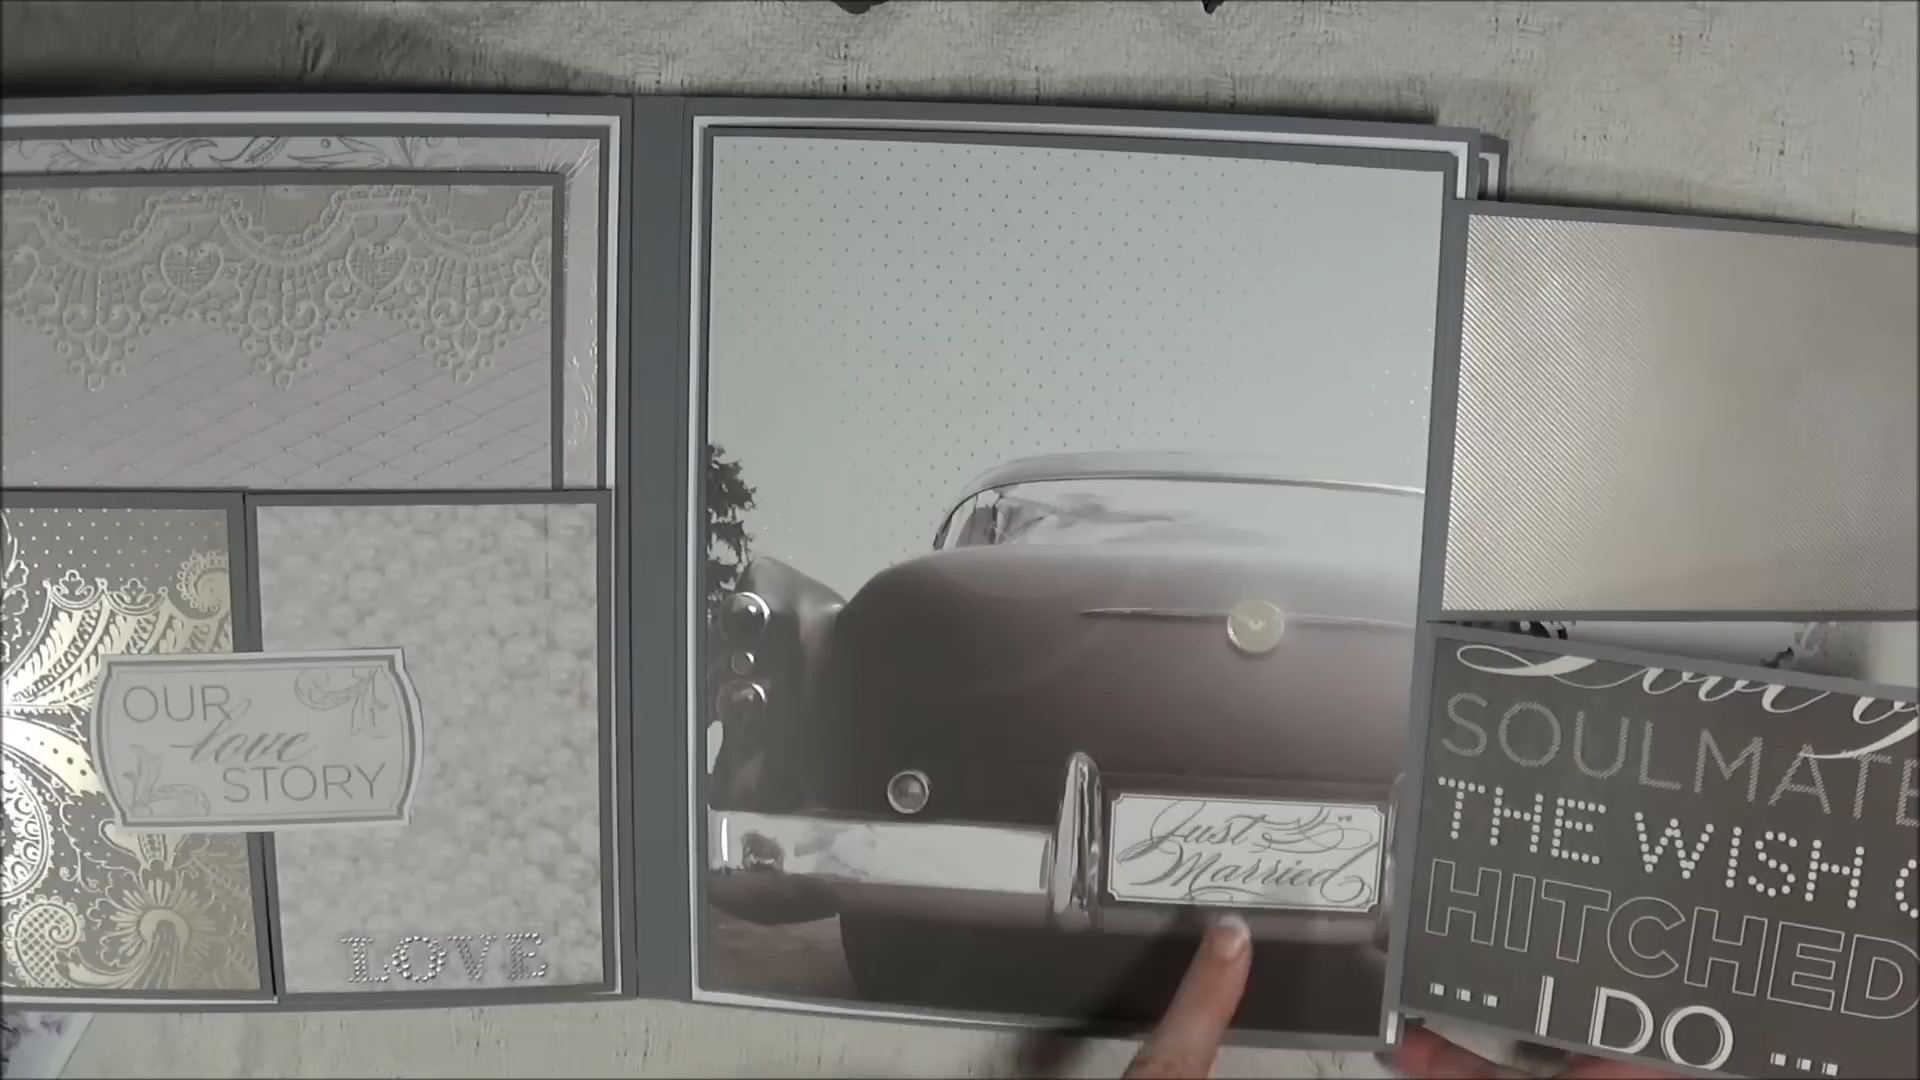 OUR
love
STORY
LOVE
Just
Married
SOULMATE
THE WISH
HITCHED
... I DO ...